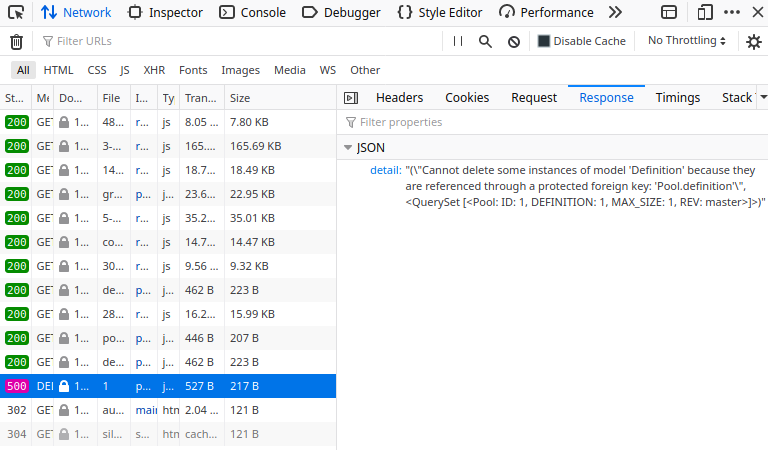 Network Inspector Console Debugger Style Editor Performance
Filter URLs Disable Cache No Throttling
All HTML CSS JS XHR Fonts Images Media WS Other
St... Me Do... File I... Ty Tran... Size
Headers Cookies Request Response Timings Stack
Filter properties
JSON
detail: "(\"Cannot delete some instances of model 'Definition' because they
are referenced through a protected foreign key: 'Pool.definition'\",
<QuerySet [<Pool: ID: 1, DEFINITION: 1, MAX_SIZE: 1, REV: master>]>)"
200 GET 1... 48... r... js 8.05 ... 7.80 KB
200 GET 1... 3-... r... js 165.... 165.69 KB
200 GET 1... 14... r... js 18.7... 18.49 KB
200 GET 1... gr... p... j... 23.6... 22.95 KB
200 GET 1... 5-... r... js 35.2... 35.01 KB
200 GET 1... co... r... js 14.7... 14.47 KB
200 GET 1... 30... r... js 9.56 ... 9.32 KB
200 GET 1... de... p... j... 462 B 223 B
200 GET 1... 28... r... js 16.2... 15.99 KB
200 GET 1... po... p... j... 446 B 207 B
200 GET 1... de... p... j... 462 B 223 B
500 DEL 1... 1 p... j... 527 B 217 B
302 GET 1... au... main htm 2.04 ... 121 B
304 GET 1... sil... s... htm cach... 121 B